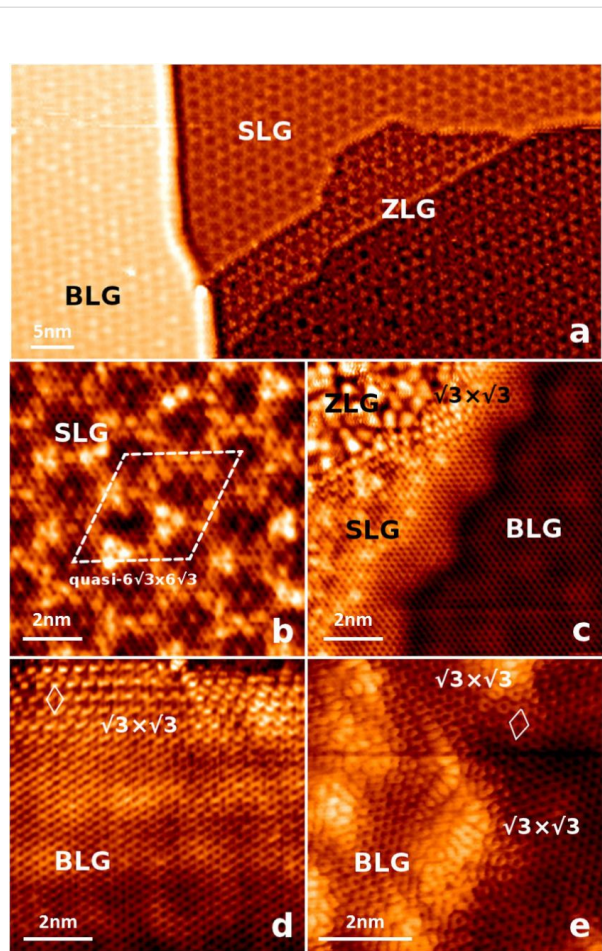 SLG
ZLG
BLG
5nm
a
SLG
quasi-6√3x6√3
2nm
b
ZLG
√3×√3
SLG
BLG
2nm
c
√3×√3
BLG
2nm
d
√3×√3
√3×√3
BLG
2nm
e